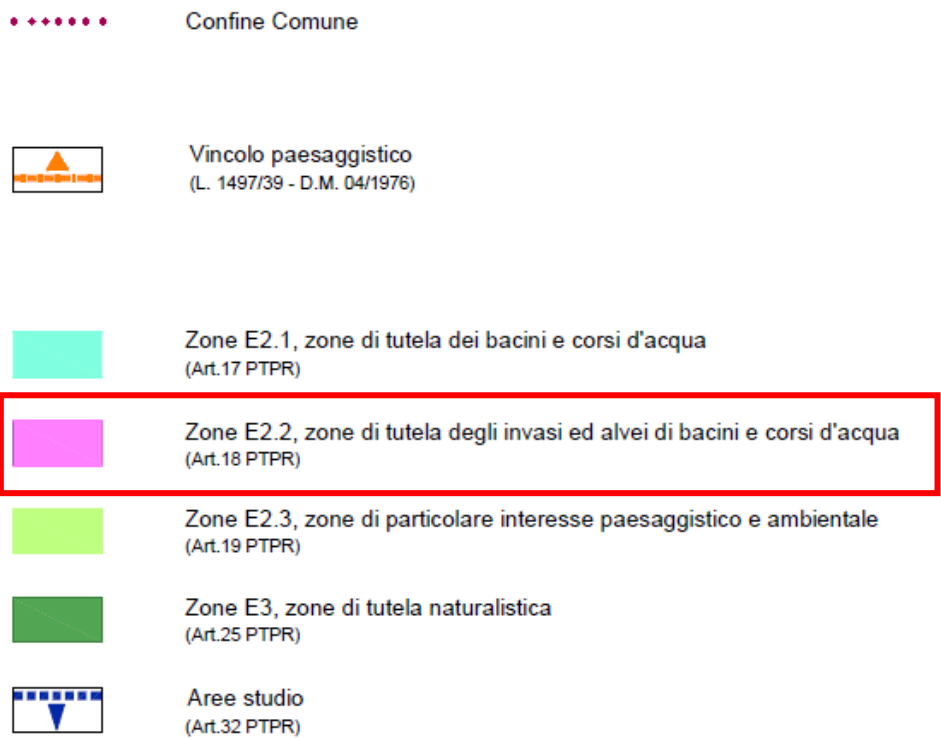 Confine Comune
Vincolo paesaggistico
(L. 1497/39 - D.M. 04/1976)
Zone E2.1, zone di tutela dei bacini e corsi d'acqua
(Art.17 PTPR)
Zone E2.2, zone di tutela degli invasi ed alvei di bacini e corsi d'acqua
(Art.18 PTPR)
Zone E2.3, zone di particolare interesse paesaggistico e ambientale
(Art.19 PTPR)
Zone E3, zone di tutela naturalistica
(Art.25 PTPR)
Aree studio
(Art.32 PTPR)